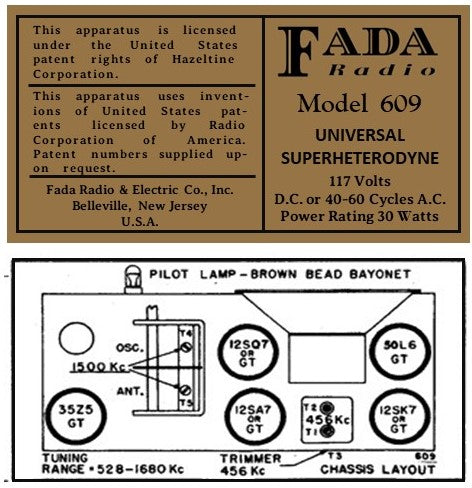 This apparatus is licensed
under the United States
patent rights of Hazeltine
Corporation.
This apparatus uses invent-
ions of United States pat-
ents licensed by Radio
Corporation of America.
Patent numbers supplied up-
on request.
Fada Radio & Electric Co., Inc.
Belleville, New Jersey
U.S.A.
FADA
Radio
Model 609
UNIVERSAL
SUPERHETERODYNE
117 Volts
D.C. or 40-60 Cycles A.C.
Power Rating 30 Watts
PILOT LAMP - BROWN BEAD BAYONET
T4
OSC.
1500 Kc
ANT.
T5
35Z5
GT
12SQ7
OR
GT
50L6
GT
12SA7
OR
GT
T2
456 Kc
T1
12SK7
OR
GT
TUNING
RANGE • 528-1680 Kc
TRIMMER
456 Kc
T3
609
CHASSIS LAYOUT